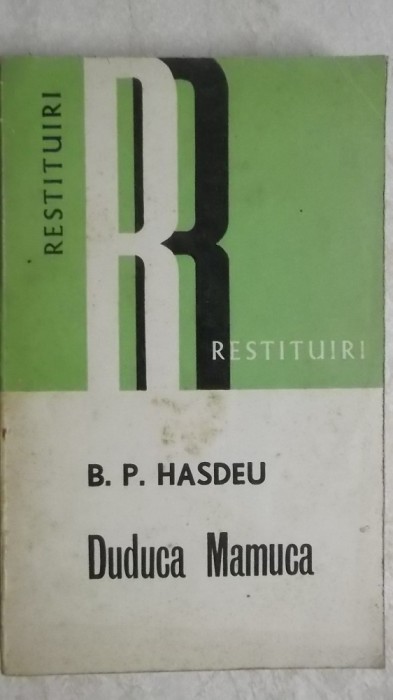 RESTITUIRI
R
RESTITUIRI
B. P. HASDEU
Duduca Mamuca